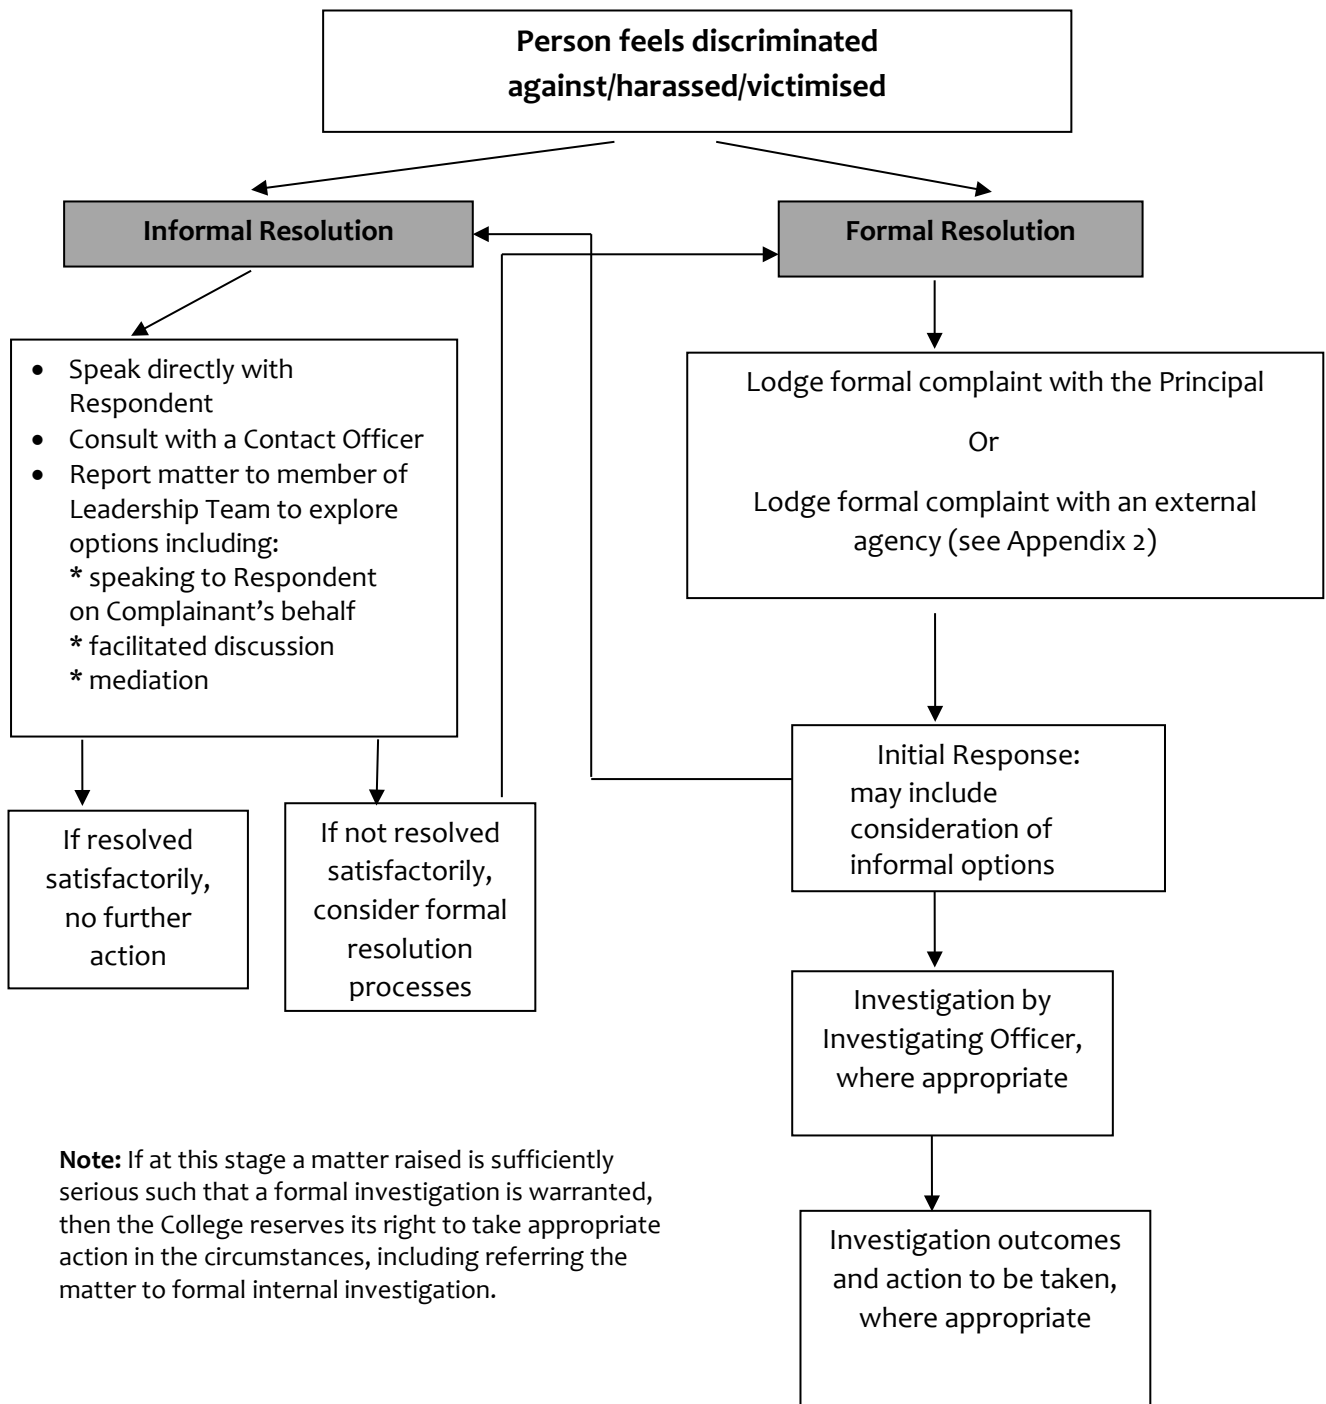 Person feels discriminated
against/harassed/victimised
Informal Resolution
Formal Resolution
• Speak directly with
Respondent
• Consult with a Contact Officer
• Report matter to member of
Leadership Team to explore
options including:
* speaking to Respondent
on Complainant’s behalf
* facilitated discussion
* mediation
Lodge formal complaint with the Principal
Or
Lodge formal complaint with an external
agency (see Appendix 2)
If resolved
satisfactorily,
no further
action
If not resolved
satisfactorily,
consider formal
resolution
processes
Initial Response:
may include
consideration of
informal options
Investigation by
Investigating Officer,
where appropriate
Note: If at this stage a matter raised is sufficiently
serious such that a formal investigation is warranted,
then the College reserves its right to take appropriate
action in the circumstances, including referring the
matter to formal internal investigation.
Investigation outcomes
and action to be taken,
where appropriate